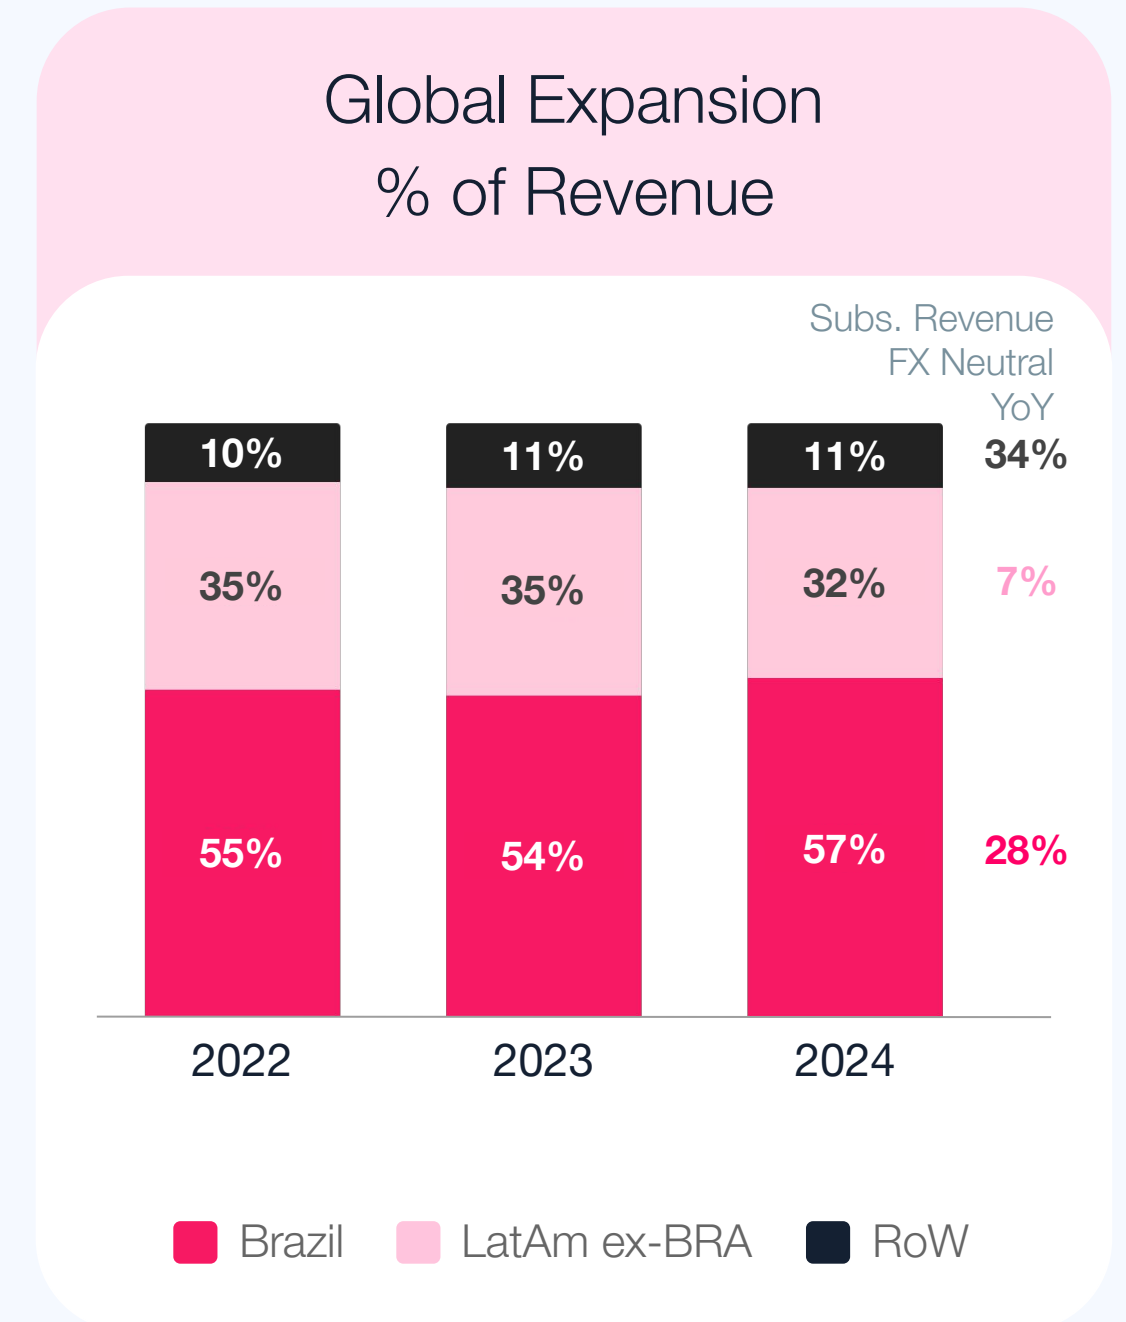 Global Expansion
% of Revenue
Subs. Revenue
FX Neutral
YoY
10%
11%
11%
34%
35%
35%
32%
7%
55%
54%
57%
28%
2022
2023
2024
Brazil
LatAm ex-BRA
RoW